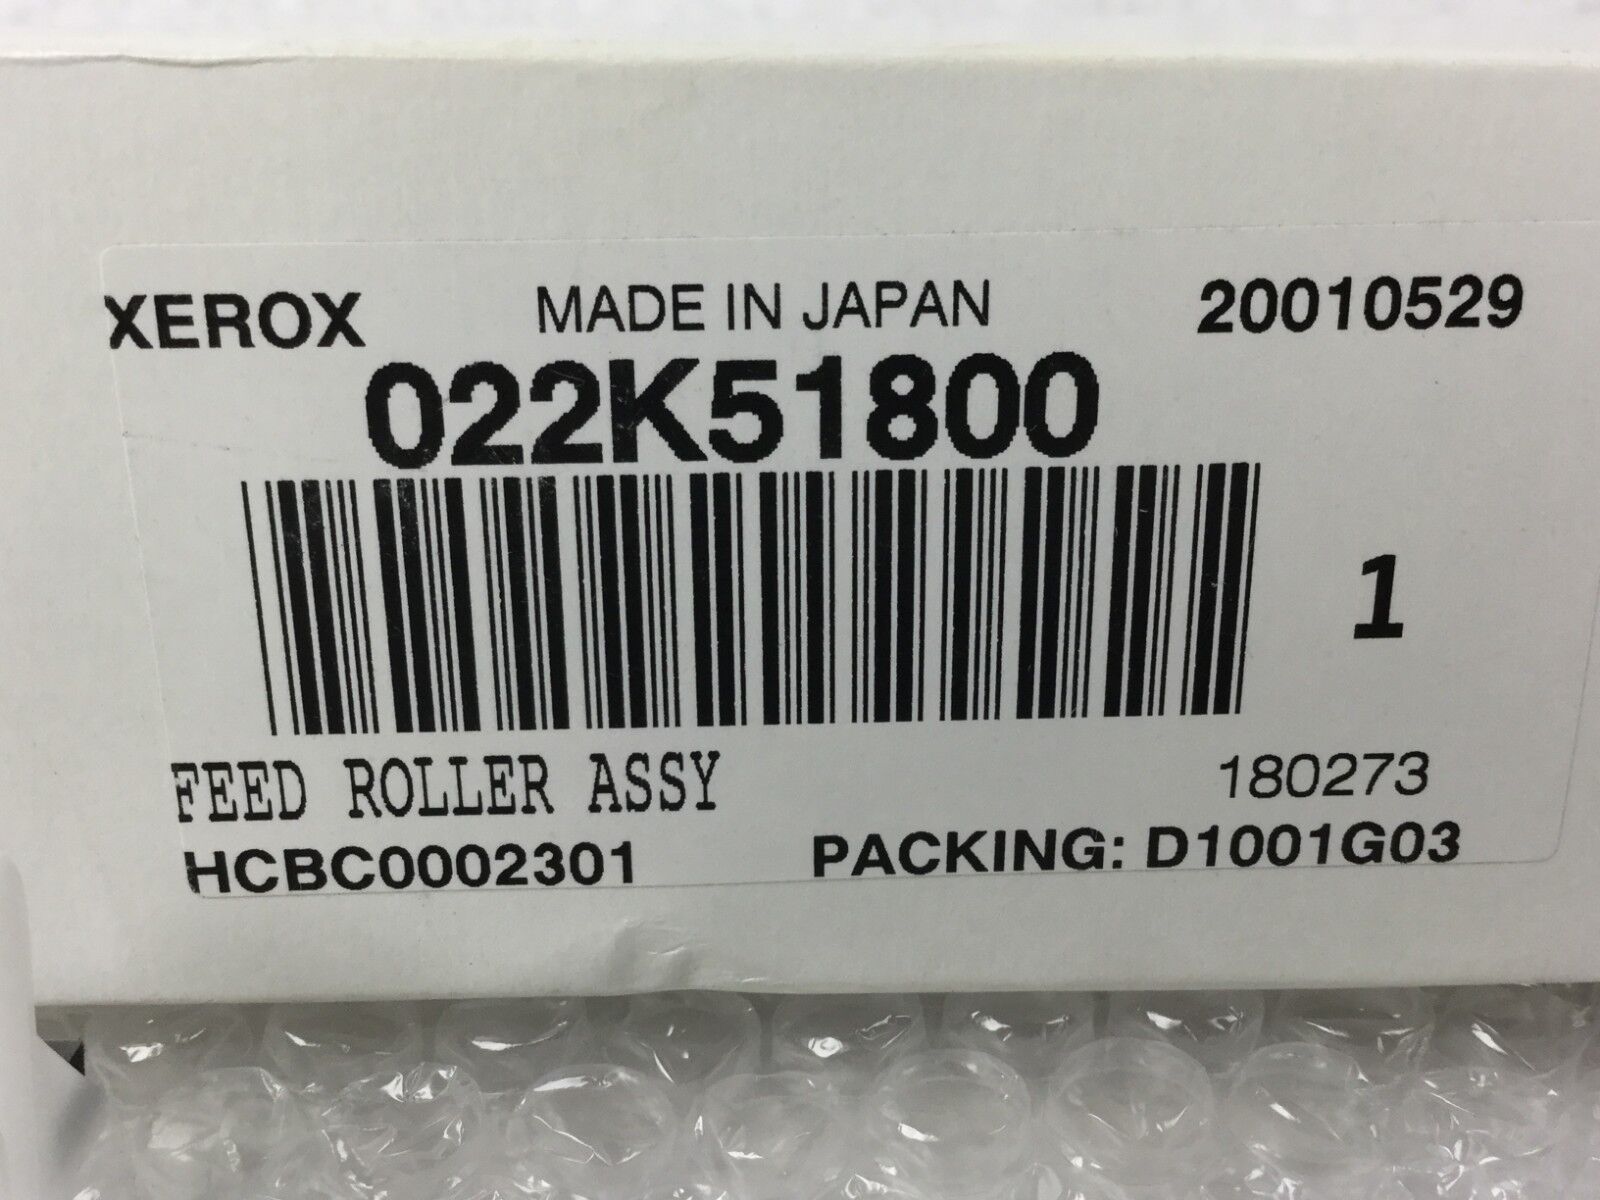 XEROX MADE IN JAPAN 20010529
022K51800
1
FEED ROLLER ASSY 180273
HCBC0002301 PACKING: D1001G03